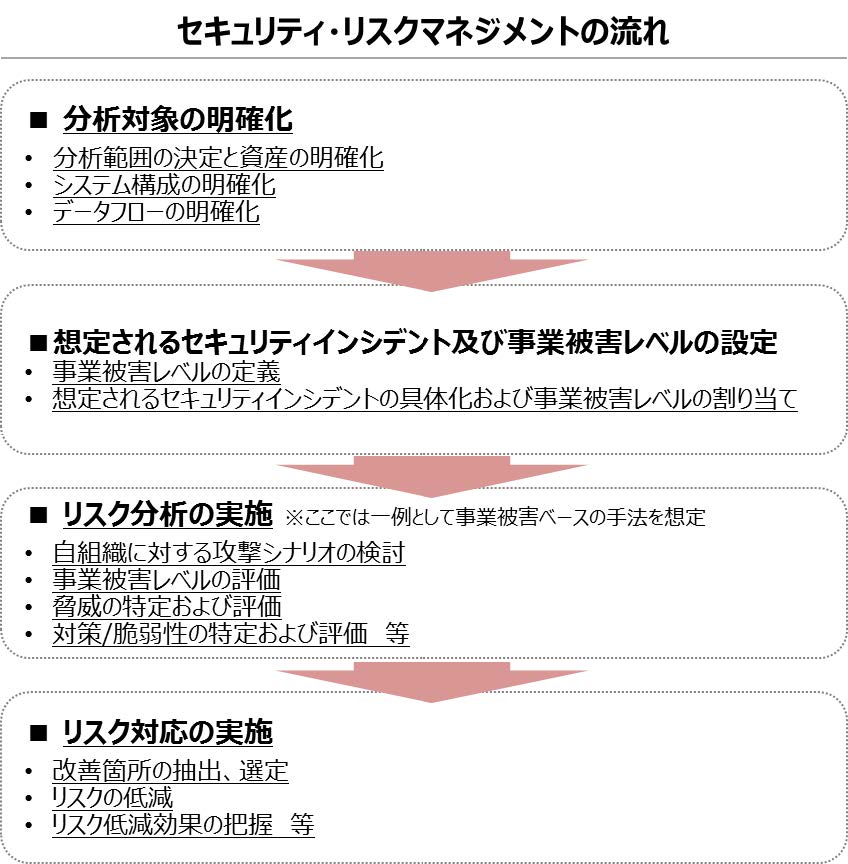 セキュリティ・リスクマネジメントの流れ
■ 分析対象の明確化
• 分析範囲の決定と資産の明確化
• システム構成の明確化
• データフローの明確化
■想定されるセキュリティインシデント及び事業被害レベルの設定
• 事業被害レベルの定義
• 想定されるセキュリティインシデントの具体化および事業被害レベルの割り当て
■ リスク分析の実施 ※ここでは一例として事業被害ベースの手法を想定
• 自組織に対する攻撃シナリオの検討
• 事業被害レベルの評価
• 脅威の特定および評価
• 対策/脆弱性の特定および評価 等
■ リスク対応の実施
• 改善箇所の抽出、選定
• リスクの低減
• リスク低減効果の把握 等